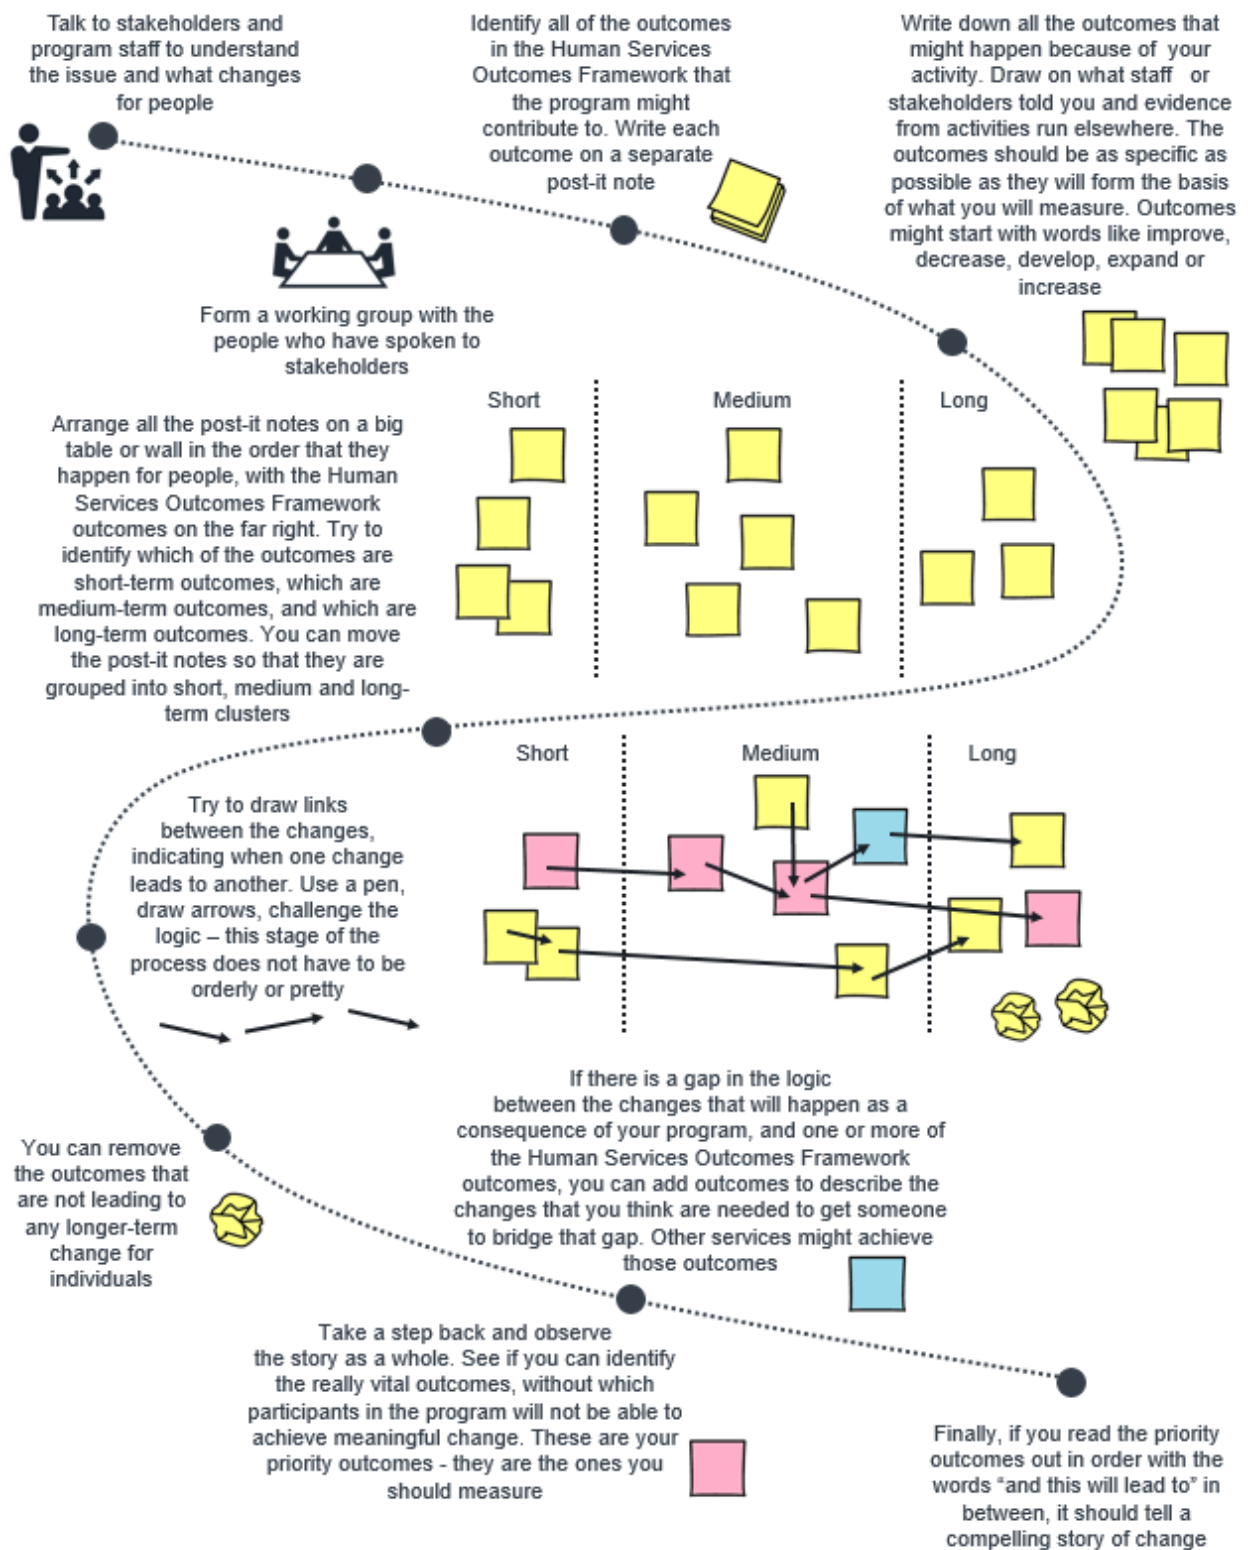 Talk to stakeholders and
program staff to understand
the issue and what changes
for people
Form a working group with the
people who have spoken to
stakeholders
Identify all of the outcomes
in the Human Services
Outcomes Framework that
the program might
contribute to. Write each
outcome on a separate
post-it note
Write down all the outcomes that
might happen because of your
activity. Draw on what staff or
stakeholders told you and evidence
from activities run elsewhere. The
outcomes should be as specific as
possible as they will form the basis
of what you will measure. Outcomes
might start with words like improve,
decrease, develop, expand or
increase
Arrange all the post-it notes on a big
table or wall in the order that they
happen for people, with the Human
Services Outcomes Framework
outcomes on the far right. Try to
identify which of the outcomes are
short-term outcomes, which are
medium-term outcomes, and which are
long-term outcomes. You can move
the post-it notes so that they are
grouped into short, medium and long-
term clusters
Short
Medium
Long
Try to draw links
between the changes,
indicating when one change
leads to another. Use a pen,
draw arrows, challenge the
logic – this stage of the
process does not have to be
orderly or pretty
Short
Medium
Long
You can remove
the outcomes that
are not leading to
any longer-term
change for
individuals
If there is a gap in the logic
between the changes that will happen as a
consequence of your program, and one or more of
the Human Services Outcomes Framework
outcomes, you can add outcomes to describe the
changes that you think are needed to get someone
to bridge that gap. Other services might achieve
those outcomes
Take a step back and observe
the story as a whole. See if you can identify
the really vital outcomes, without which
participants in the program will not be able to
achieve meaningful change. These are your
priority outcomes - they are the ones you
should measure
Finally, if you read the priority
outcomes out in order with the
words “and this will lead to” in
between, it should tell a
compelling story of change